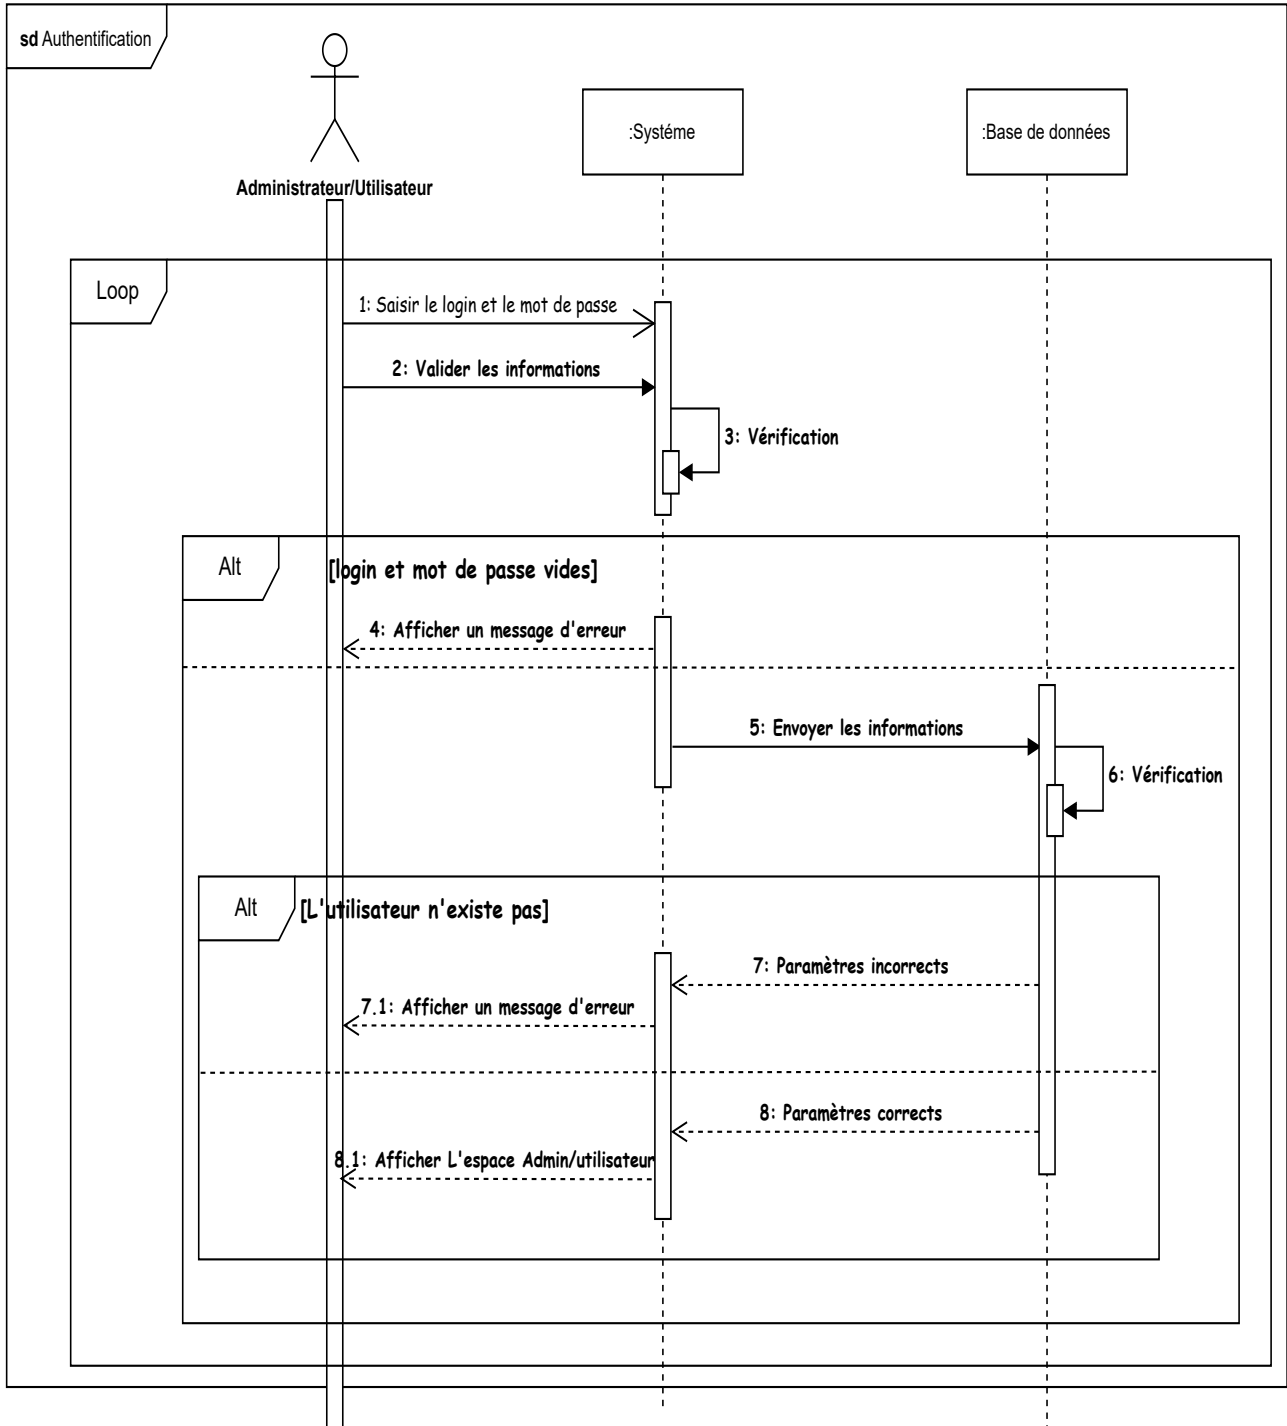 sd Authentification
:Systéme
:Base de données
Administrateur/Utilisateur
Loop
1: Saisir le login et le mot de passe
2: Valider les informations
3: Vérification
Alt
[login et mot de passe vides]
4: Afficher un message d'erreur
5: Envoyer les informations
6: Vérification
Alt
[L'utilisateur n'existe pas]
7: Paramètres incorrects
7.1: Afficher un message d'erreur
8: Paramètres corrects
8.1: Afficher L'espace Admin/utilisateur